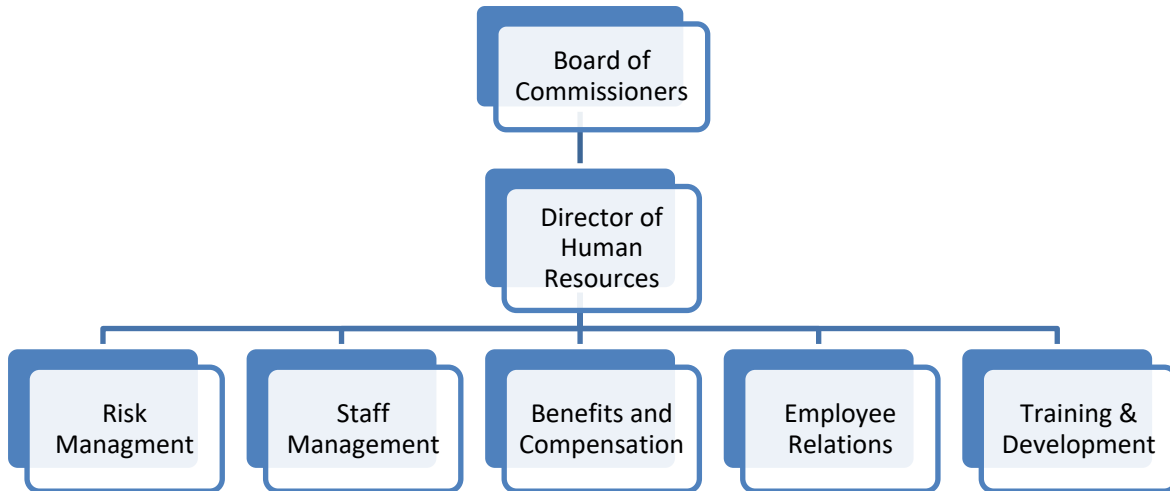 Board of
Commissioners
Director of
Human
Resources
Risk
Managment
Staff
Management
Benefits and
Compensation
Employee
Relations
Training &
Development